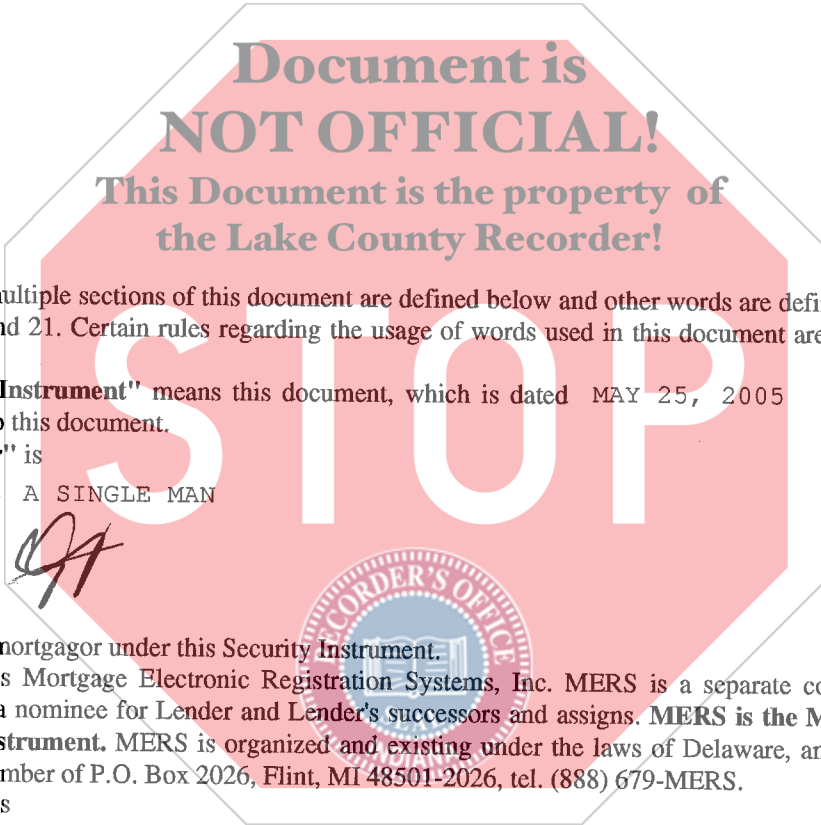 Document is
NOT OFFICIAL!
This Document is the property of
the Lake County Recorder!
ultiple sections of this document are defined below and other words are defi
nd 21. Certain rules regarding the usage of words used in this document are
Instrument" means this document, which is dated MAY 25, 2005
this document.
" is
A SINGLE MAN
STOP
RECORDER'S OFFICE
mortgagor under this Security Instrument.
s Mortgage Electronic Registration Systems, Inc. MERS is a separate co
a nominee for Lender and Lender's successors and assigns. MERS is the M
strument. MERS is organized and existing under the laws of Delaware, an
INDIANA
mber of P.O. Box 2026, Flint, MI 48501-2026, tel. (888) 679-MERS.
s